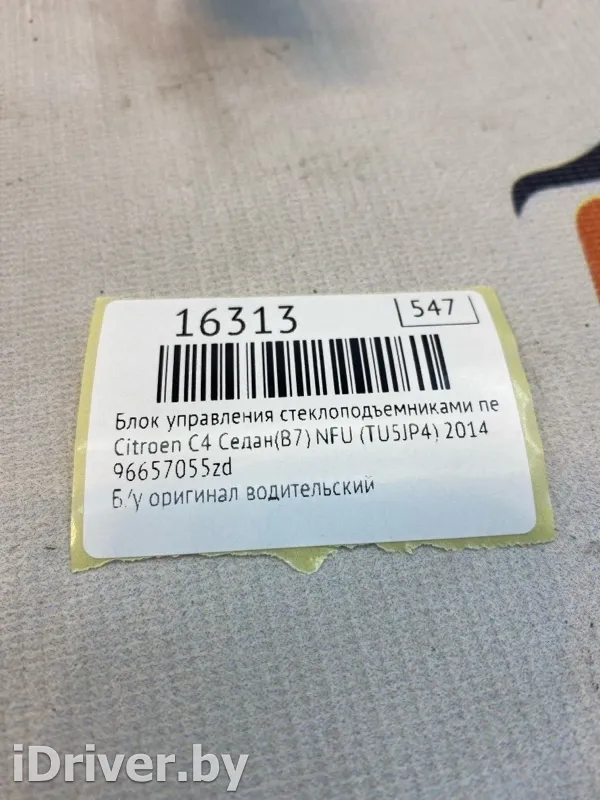 16313
547
Блок управления стеклоподъемниками пе
Citroen C4 Седан(B7) NFU (TU5JP4) 2014
96657055zd
Б/у оригинал водительский
iDriver.by